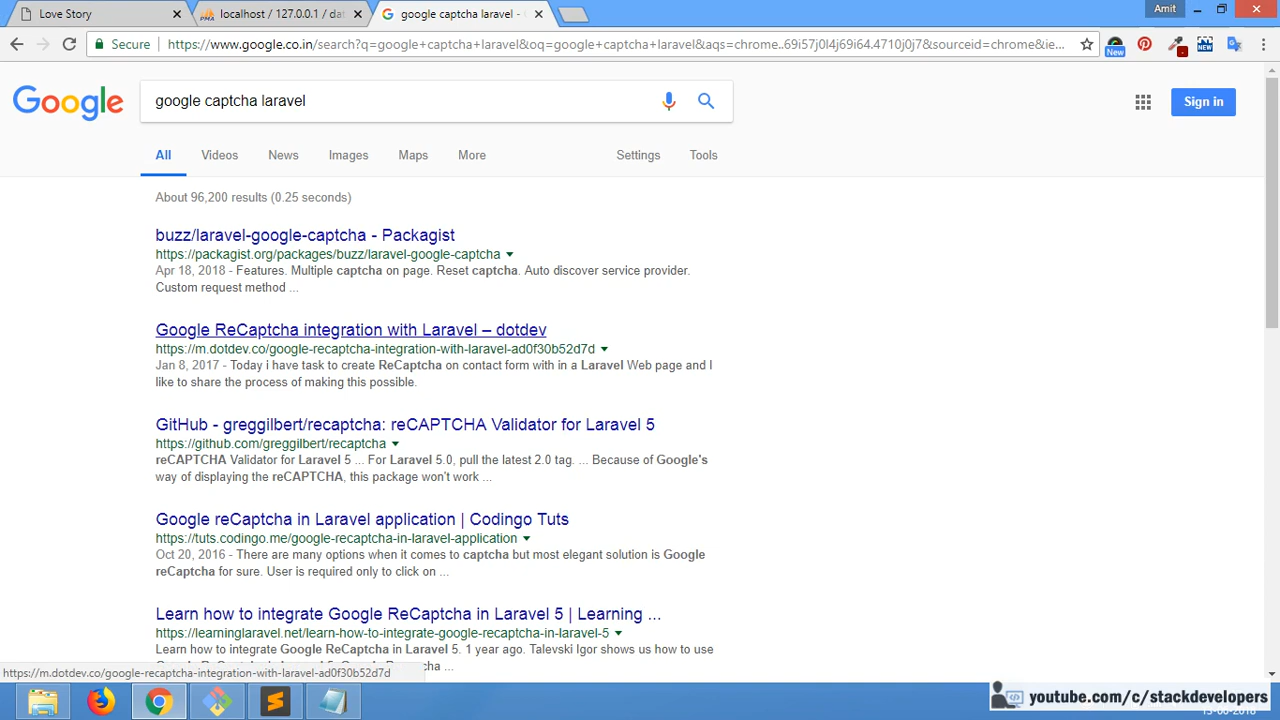 Love Story
PMA
localhost / 127.0.0.1 / dat
google captcha laravel -
Amit
Secure
https://www.google.co.in/search?q=google+captcha+laravel&oq=google+captcha+laravel&aqs=chrome..69i57j0l4j69i64.4710j0j7&sourceid=chrome&ie...
New
NEW
Google
google captcha laravel
Sign in
All
Videos
News
Images
Maps
More
Settings
Tools
About 96,200 results (0.25 seconds)
buzz/laravel-google-captcha - Packagist
https://packagist.org/packages/buzz/laravel-google-captcha
Apr 18, 2018 - Features. Multiple captcha on page. Reset captcha. Auto discover service provider.
Custom request method ...
Google ReCaptcha integration with Laravel – dotdev
https://m.dotdev.co/google-recaptcha-integration-with-laravel-ad0f30b52d7d
Jan 8, 2017 - Today i have task to create ReCaptcha on contact form with in a Laravel Web page and I
like to share the process of making this possible.
GitHub - greggilbert/recaptcha: reCAPTCHA Validator for Laravel 5
https://github.com/greggilbert/recaptcha
reCAPTCHA Validator for Laravel 5 ... For Laravel 5.0, pull the latest 2.0 tag. ... Because of Google's
way of displaying the reCAPTCHA, this package won't work ...
Google reCaptcha in Laravel application | Codingo Tuts
https://tuts.codingo.me/google-recaptcha-in-laravel-application
Oct 20, 2016 - There are many options when it comes to captcha but most elegant solution is Google
reCaptcha for sure. User is required only to click on ...
Learn how to integrate Google ReCaptcha in Laravel 5 | Learning ...
https://learninglaravel.net/learn-how-to-integrate-google-recaptcha-in-laravel-5
Learn how to integrate Google ReCaptcha in Laravel 5. 1 year ago. Talevski Igor shows us how to use
https://m.dotdev.co/google-recaptcha-integration-with-laravel-ad0f30b52d7d
youtube.com/c/stackdevelopers